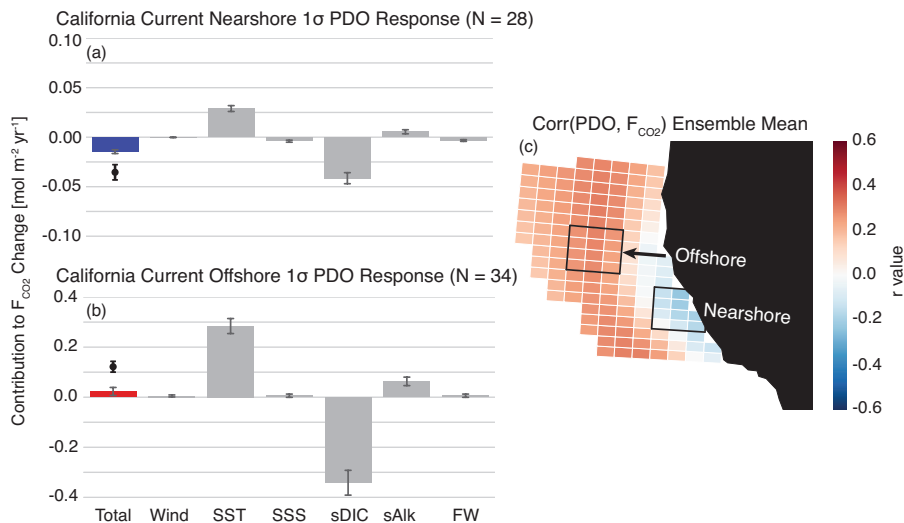 California Current Nearshore 1σ PDO Response (N = 28)
(a)
0.10
0.05
0.00
-0.05
-0.10
Contribution to F_CO2 Change [mol m⁻² yr⁻¹]
California Current Offshore 1σ PDO Response (N = 34)
(b)
0.4
0.2
0.0
-0.2
-0.4
Total Wind SST SSS sDIC sAlk FW
Corr(PDO, F_CO2) Ensemble Mean
(c)
Offshore
Nearshore
0.6
0.4
0.2
0.0
-0.2
-0.4
-0.6
r value